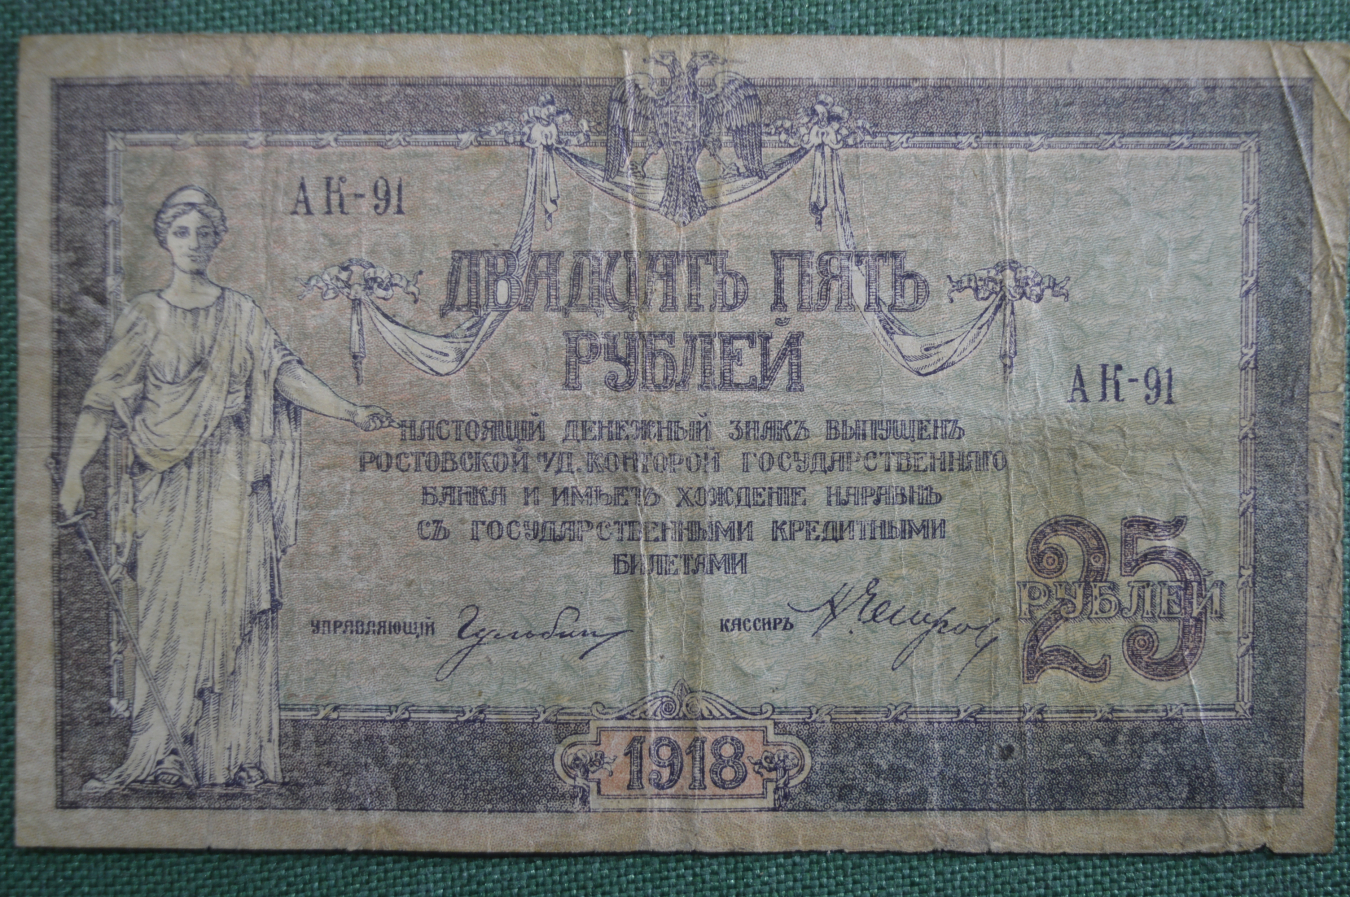 АК-91
ДВАДЦАТЬ ПЯТЬ
РУБЛЕЙ
АК-91
НАСТОЯЩІЙ ДЕНЕЖНЫЙ ЗНАКЪ ВЫПУЩЕНЪ
РОСТОВСКОЙ УД. КОНТОРОЙ ГОСУДАРСТВЕННАГО
БАНКА И ИМѢЕТЪ ХОЖДЕНІЕ НАРАВНѢ
СЪ ГОСУДАРСТВЕННЫМИ КРЕДИТНЫМИ
БИЛЕТАМИ
25
РУБЛЕЙ
УПРАВЛЯЮЩІЙ Гульбин КАССИРЪ
1918